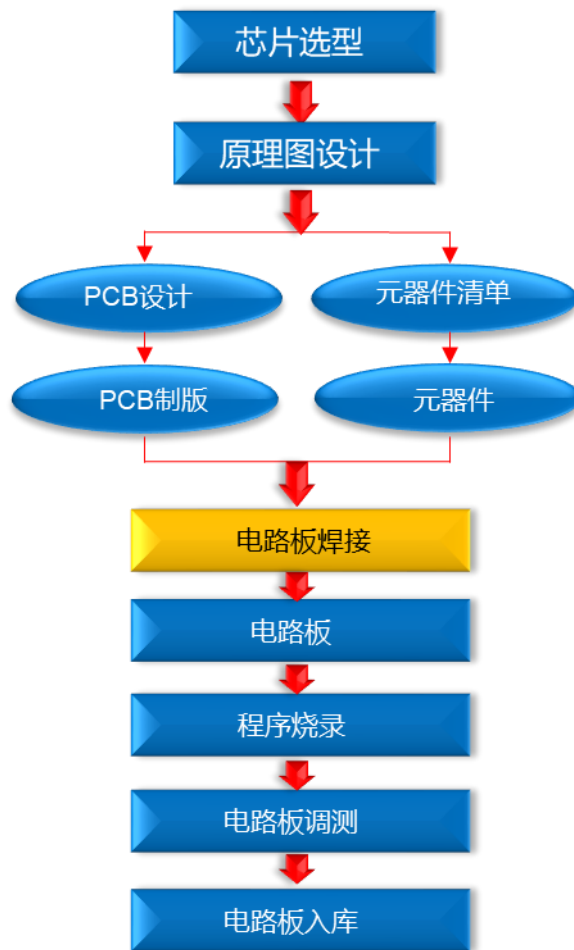 芯片选型
原理图设计
PCB设计
元器件清单
PCB制版
元器件
电路板焊接
电路板
程序烧录
电路板调测
电路板入库